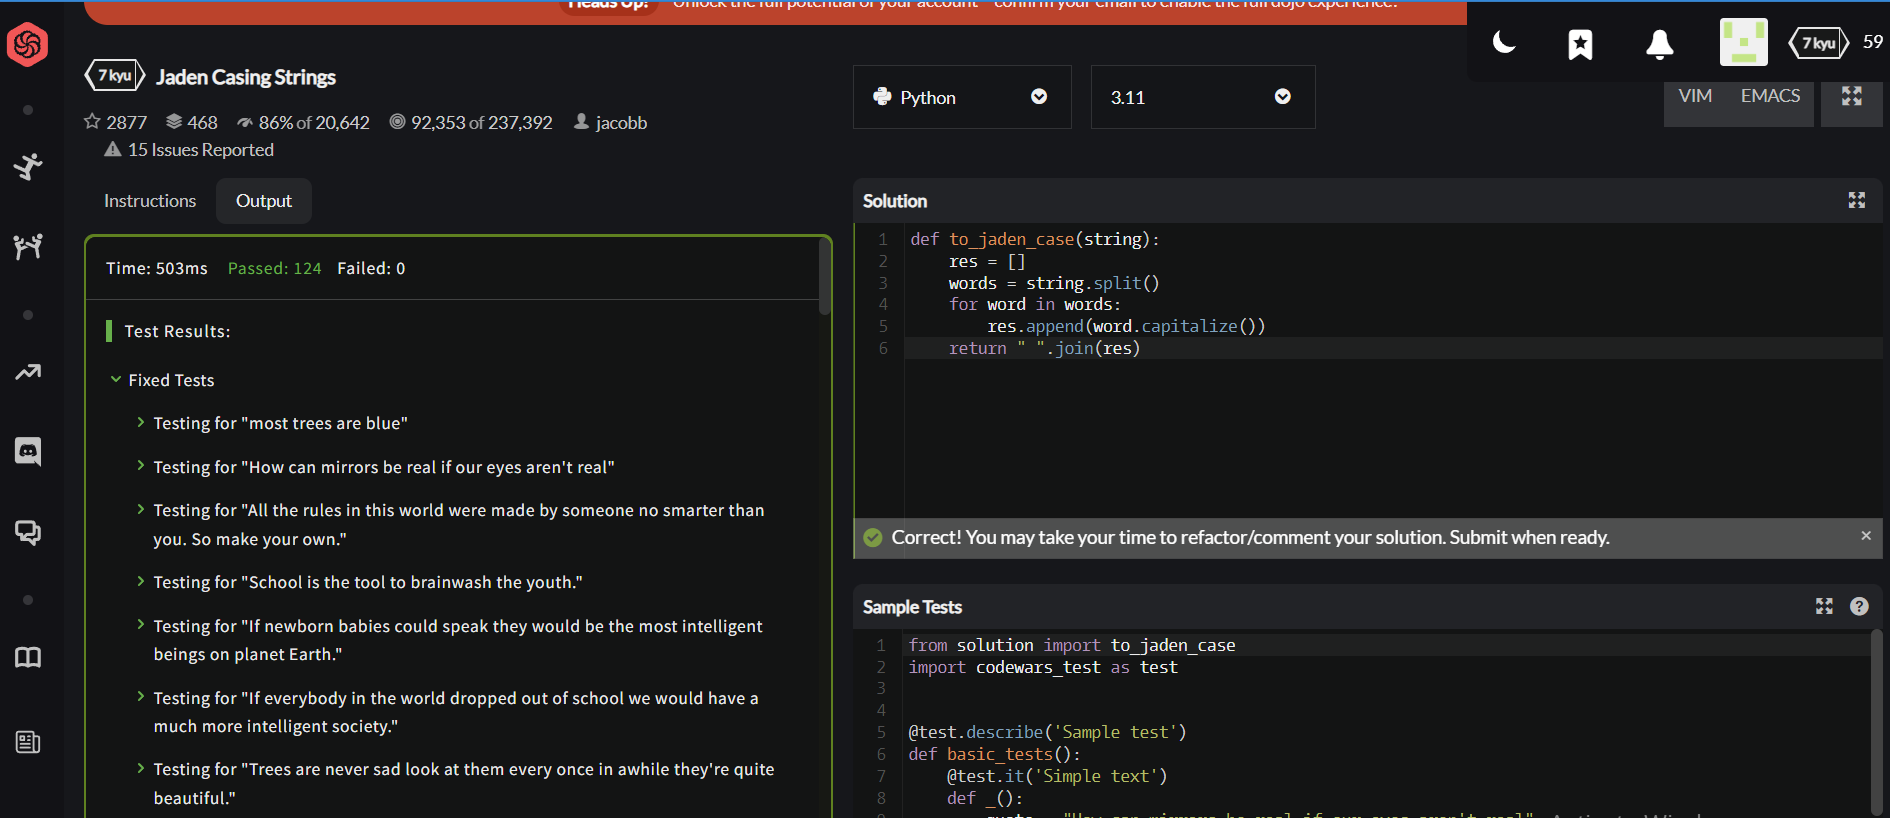 Heads Up! Unlock the full potential of your account - confirm your email to enable the full dojo experience.
7 kyu 59
7 kyu Jaden Casing Strings
2877 468 86% of 20,642 92,353 of 237,392 jacobb
15 Issues Reported
Python 3.11 VIM EMACS
Instructions Output
Time: 503ms Passed: 124 Failed: 0
Test Results:
Fixed Tests
Testing for "most trees are blue"
Testing for "How can mirrors be real if our eyes aren't real"
Testing for "All the rules in this world were made by someone no smarter than
you. So make your own."
Testing for "School is the tool to brainwash the youth."
Testing for "If newborn babies could speak they would be the most intelligent
beings on planet Earth."
Testing for "If everybody in the world dropped out of school we would have a
much more intelligent society."
Testing for "Trees are never sad look at them every once in awhile they're quite
beautiful."
Solution
1 def to_jaden_case(string):
2     res = []
3     words = string.split()
4     for word in words:
5         res.append(word.capitalize())
6     return " ".join(res)
Correct! You may take your time to refactor/comment your solution. Submit when ready. ×
Sample Tests ?
1 from solution import to_jaden_case
2 import codewars_test as test
3
4
5 @test.describe('Sample test')
6 def basic_tests():
7     @test.it('Simple text')
8     def _():